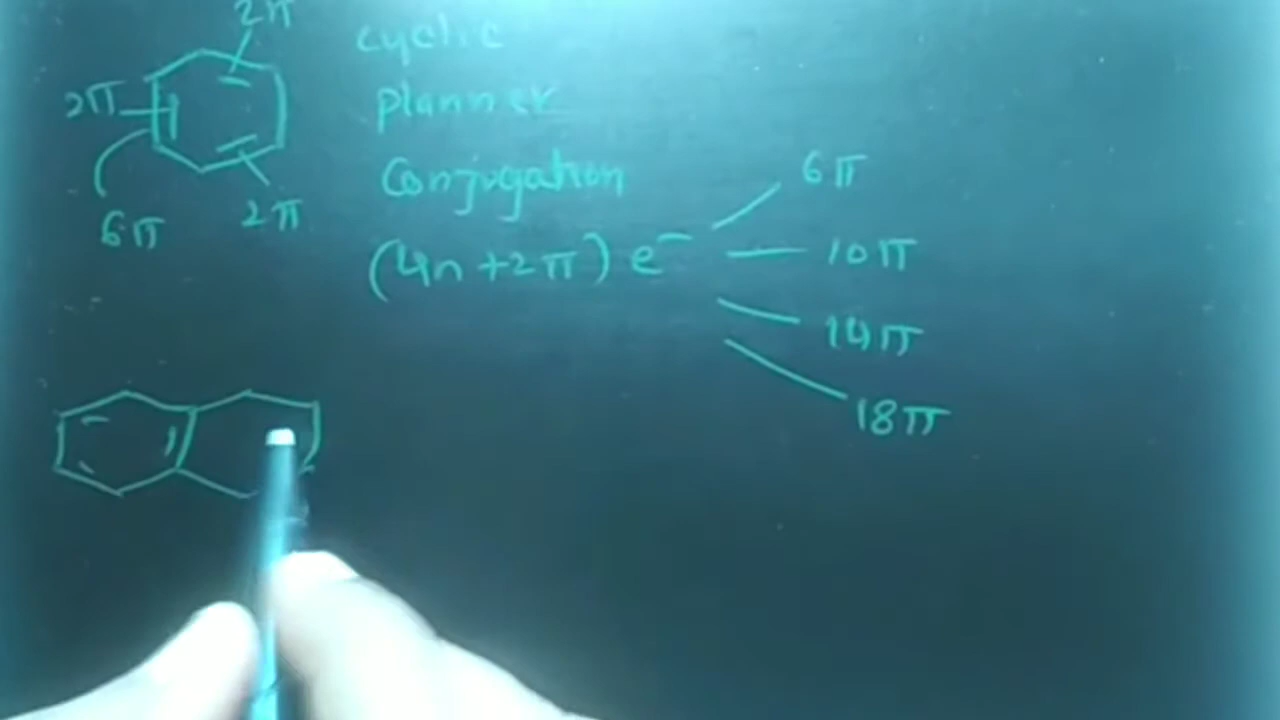 2π
cyclic
2π
planner
6π
2π
Conjugation
6π
(4n+2π) e⁻
10π
14π
18π